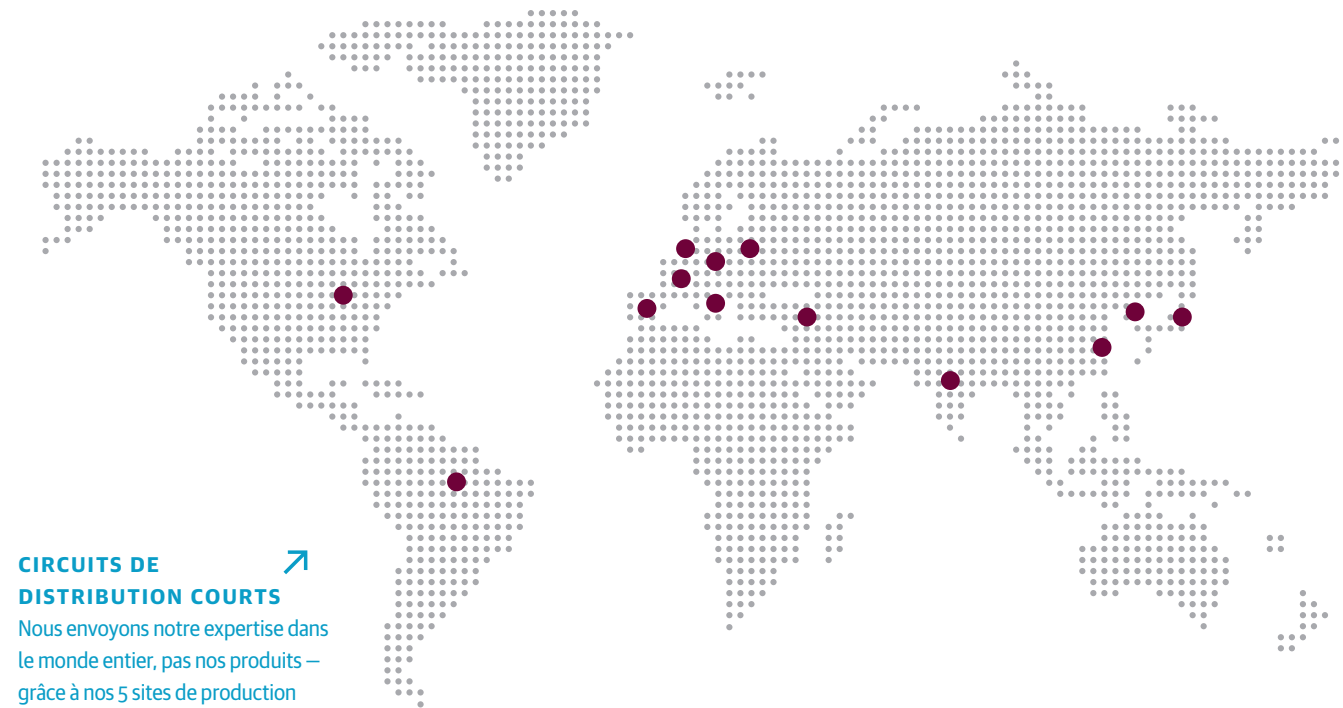 CIRCUITS DE
DISTRIBUTION COURTS
Nous envoyons notre expertise dans
le monde entier, pas nos produits –
grâce à nos 5 sites de production